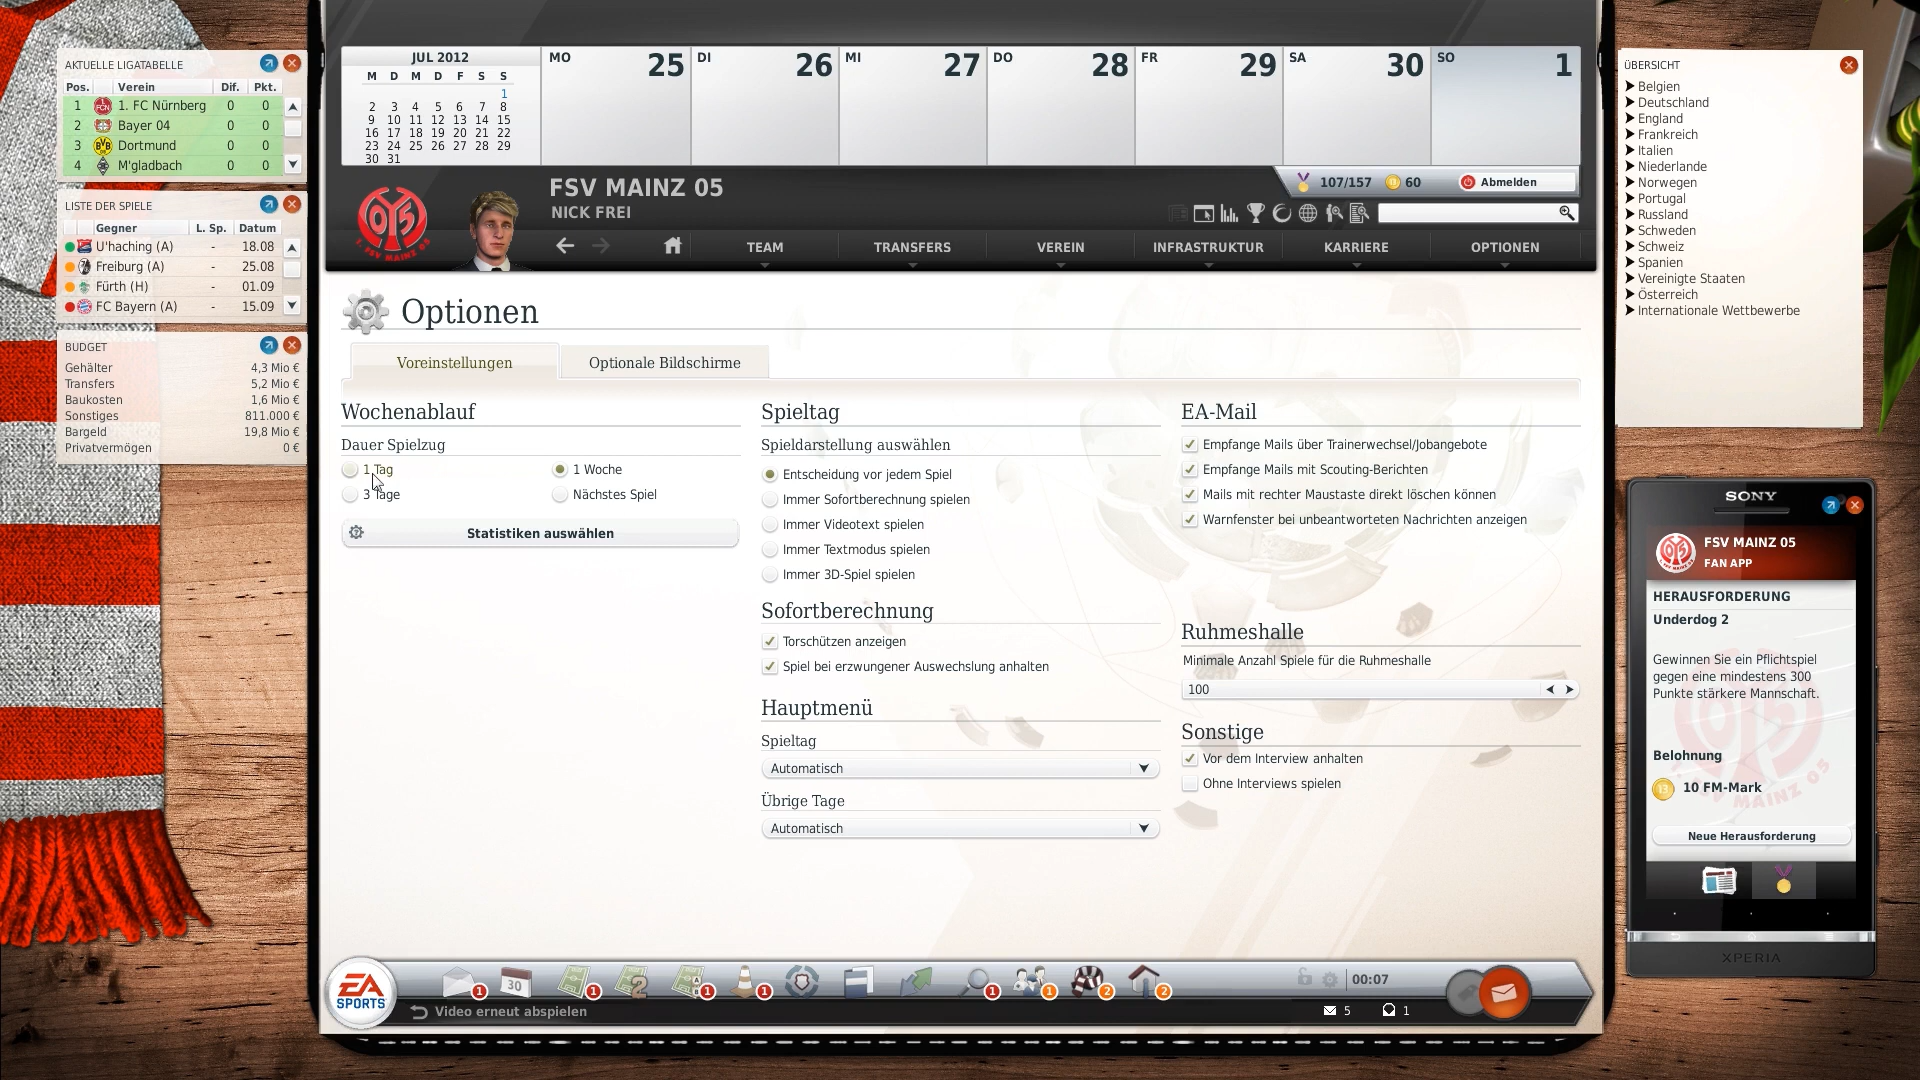 AKTUELLE LIGATABELLE
Pos. Verein Dif. Pkt.
1 1. FC Nürnberg 0 0
2 Bayer 04 0 0
3 Dortmund 0 0
4 M'gladbach 0 0
LISTE DER SPIELE
Gegner L. Sp. Datum
U'haching (A) - 18.08
Freiburg (A) - 25.08
Fürth (H) - 01.09
FC Bayern (A) - 15.09
BUDGET
Gehälter 4,3 Mio €
Transfers 5,2 Mio €
Baukosten 1,6 Mio €
Sonstiges 811.000 €
Bargeld 19,8 Mio €
Privatvermögen 0 €
JUL 2012
M D M D F S S
1
2 3 4 5 6 7 8
9 10 11 12 13 14 15
16 17 18 19 20 21 22
23 24 25 26 27 28 29
30 31
MO 25 DI 26 MI 27 DO 28 FR 29 SA 30 SO 1
FSV MAINZ 05
NICK FREI
107/157 60 Abmelden
TEAM TRANSFERS VEREIN INFRASTRUKTUR KARRIERE OPTIONEN
Optionen
Voreinstellungen Optionale Bildschirme
Wochenablauf
Dauer Spielzug
1 Tag 1 Woche
3 Tage Nächstes Spiel
Statistiken auswählen
Spieltag
Spieldarstellung auswählen
Entscheidung vor jedem Spiel
Immer Sofortberechnung spielen
Immer Videotext spielen
Immer Textmodus spielen
Immer 3D-Spiel spielen
Sofortberechnung
Torschützen anzeigen
Spiel bei erzwungener Auswechslung anhalten
Hauptmenü
Spieltag
Automatisch
Übrige Tage
Automatisch
EA-Mail
Empfange Mails über Trainerwechsel/Jobangebote
Empfange Mails mit Scouting-Berichten
Mails mit rechter Maustaste direkt löschen können
Warnfenster bei unbeantworteten Nachrichten anzeigen
Ruhmeshalle
Minimale Anzahl Spiele für die Ruhmeshalle
100
Sonstige
Vor dem Interview anhalten
Ohne Interviews spielen
EA SPORTS
1 30 1 2 1 1 1 1 2 2
00:07
Video erneut abspielen
5 1
ÜBERSICHT
Belgien
Deutschland
England
Frankreich
Italien
Niederlande
Norwegen
Portugal
Russland
Schweden
Schweiz
Spanien
Vereinigte Staaten
Österreich
Internationale Wettbewerbe
SONY
FSV MAINZ 05
FAN APP
HERAUSFORDERUNG
Underdog 2
Gewinnen Sie ein Pflichtspiel
gegen eine mindestens 300
Punkte stärkere Mannschaft.
Belohnung
13 10 FM-Mark
Neue Herausforderung
XPERIA